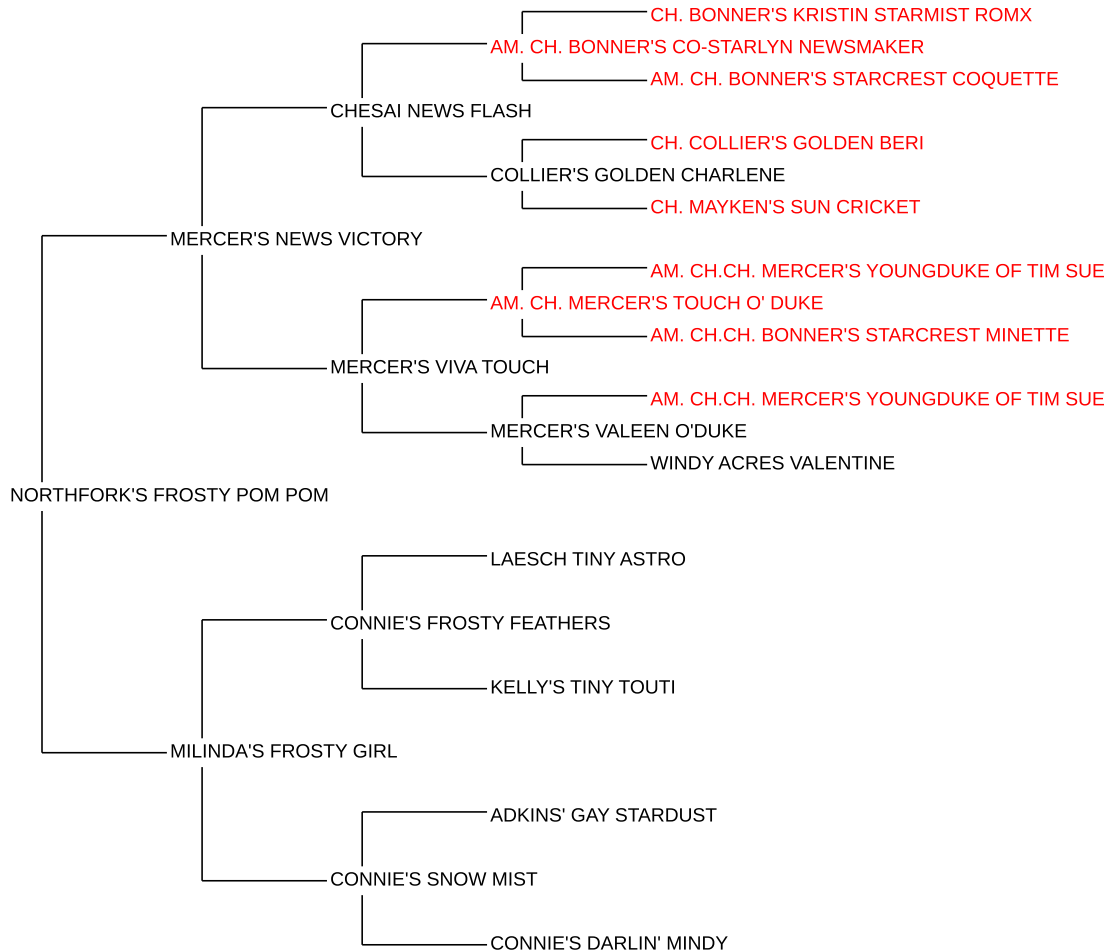 CH. BONNER'S KRISTIN STARMIST ROMX
AM. CH. BONNER'S CO-STARLYN NEWSMAKER
AM. CH. BONNER'S STARCREST COQUETTE
CHESAI NEWS FLASH
CH. COLLIER'S GOLDEN BERI
COLLIER'S GOLDEN CHARLENE
CH. MAYKEN'S SUN CRICKET
MERCER'S NEWS VICTORY
AM. CH.CH. MERCER'S YOUNGDUKE OF TIM SUE
AM. CH. MERCER'S TOUCH O' DUKE
AM. CH.CH. BONNER'S STARCREST MINETTE
MERCER'S VIVA TOUCH
AM. CH.CH. MERCER'S YOUNGDUKE OF TIM SUE
MERCER'S VALEEN O'DUKE
WINDY ACRES VALENTINE
NORTHFORK'S FROSTY POM POM
LAESCH TINY ASTRO
CONNIE'S FROSTY FEATHERS
KELLY'S TINY TOUTI
MILINDA'S FROSTY GIRL
ADKINS' GAY STARDUST
CONNIE'S SNOW MIST
CONNIE'S DARLIN' MINDY